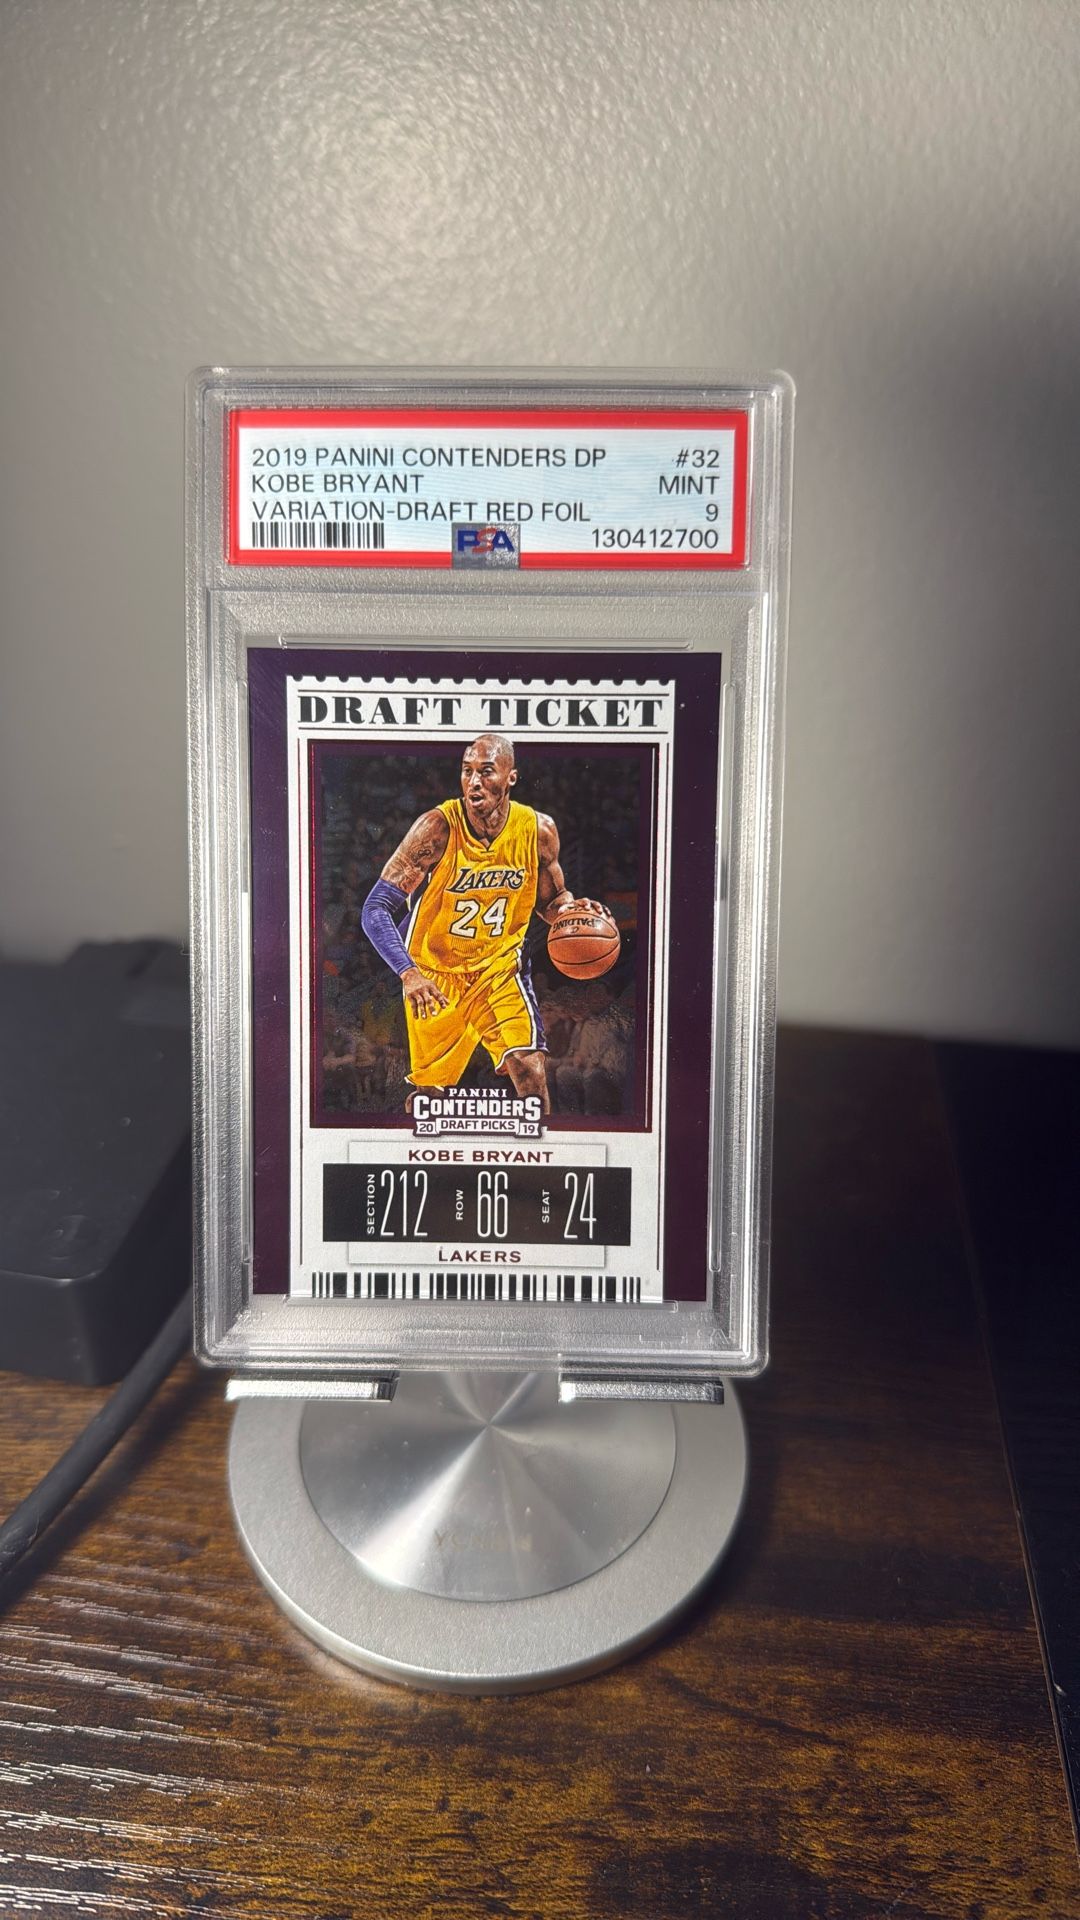 2019 PANINI CONTENDERS DP #32
KOBE BRYANT MINT
VARIATION-DRAFT RED FOIL 9
PSA 130412700
DRAFT TICKET
LAKERS
24
SPALDING
PANINI
CONTENDERS
20 DRAFT PICKS 19
KOBE BRYANT
SECTION 212 ROW 66 SEAT 24
LAKERS